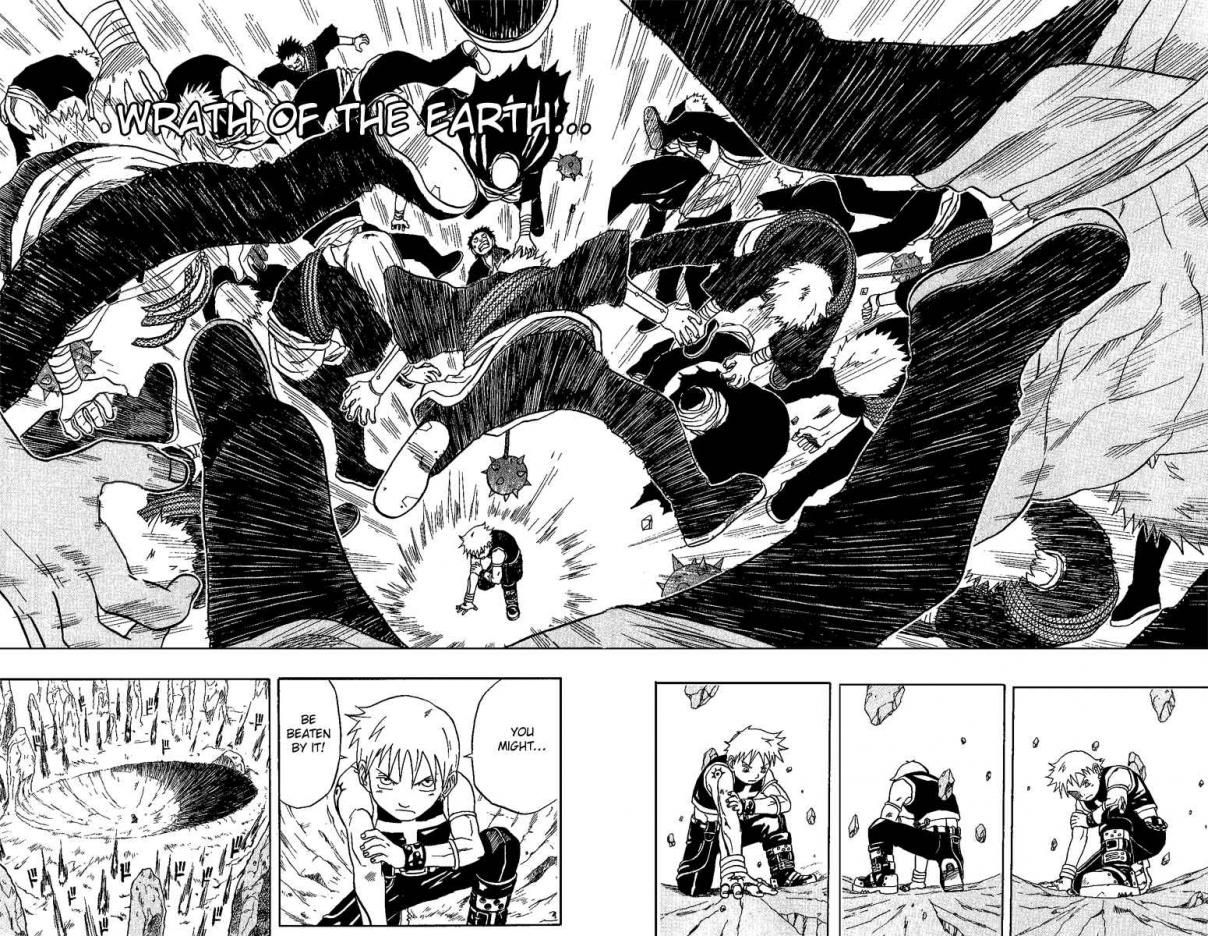 WRATH OF THE EARTH...
YOU
MIGHT...
BE
BEATEN
BY IT!